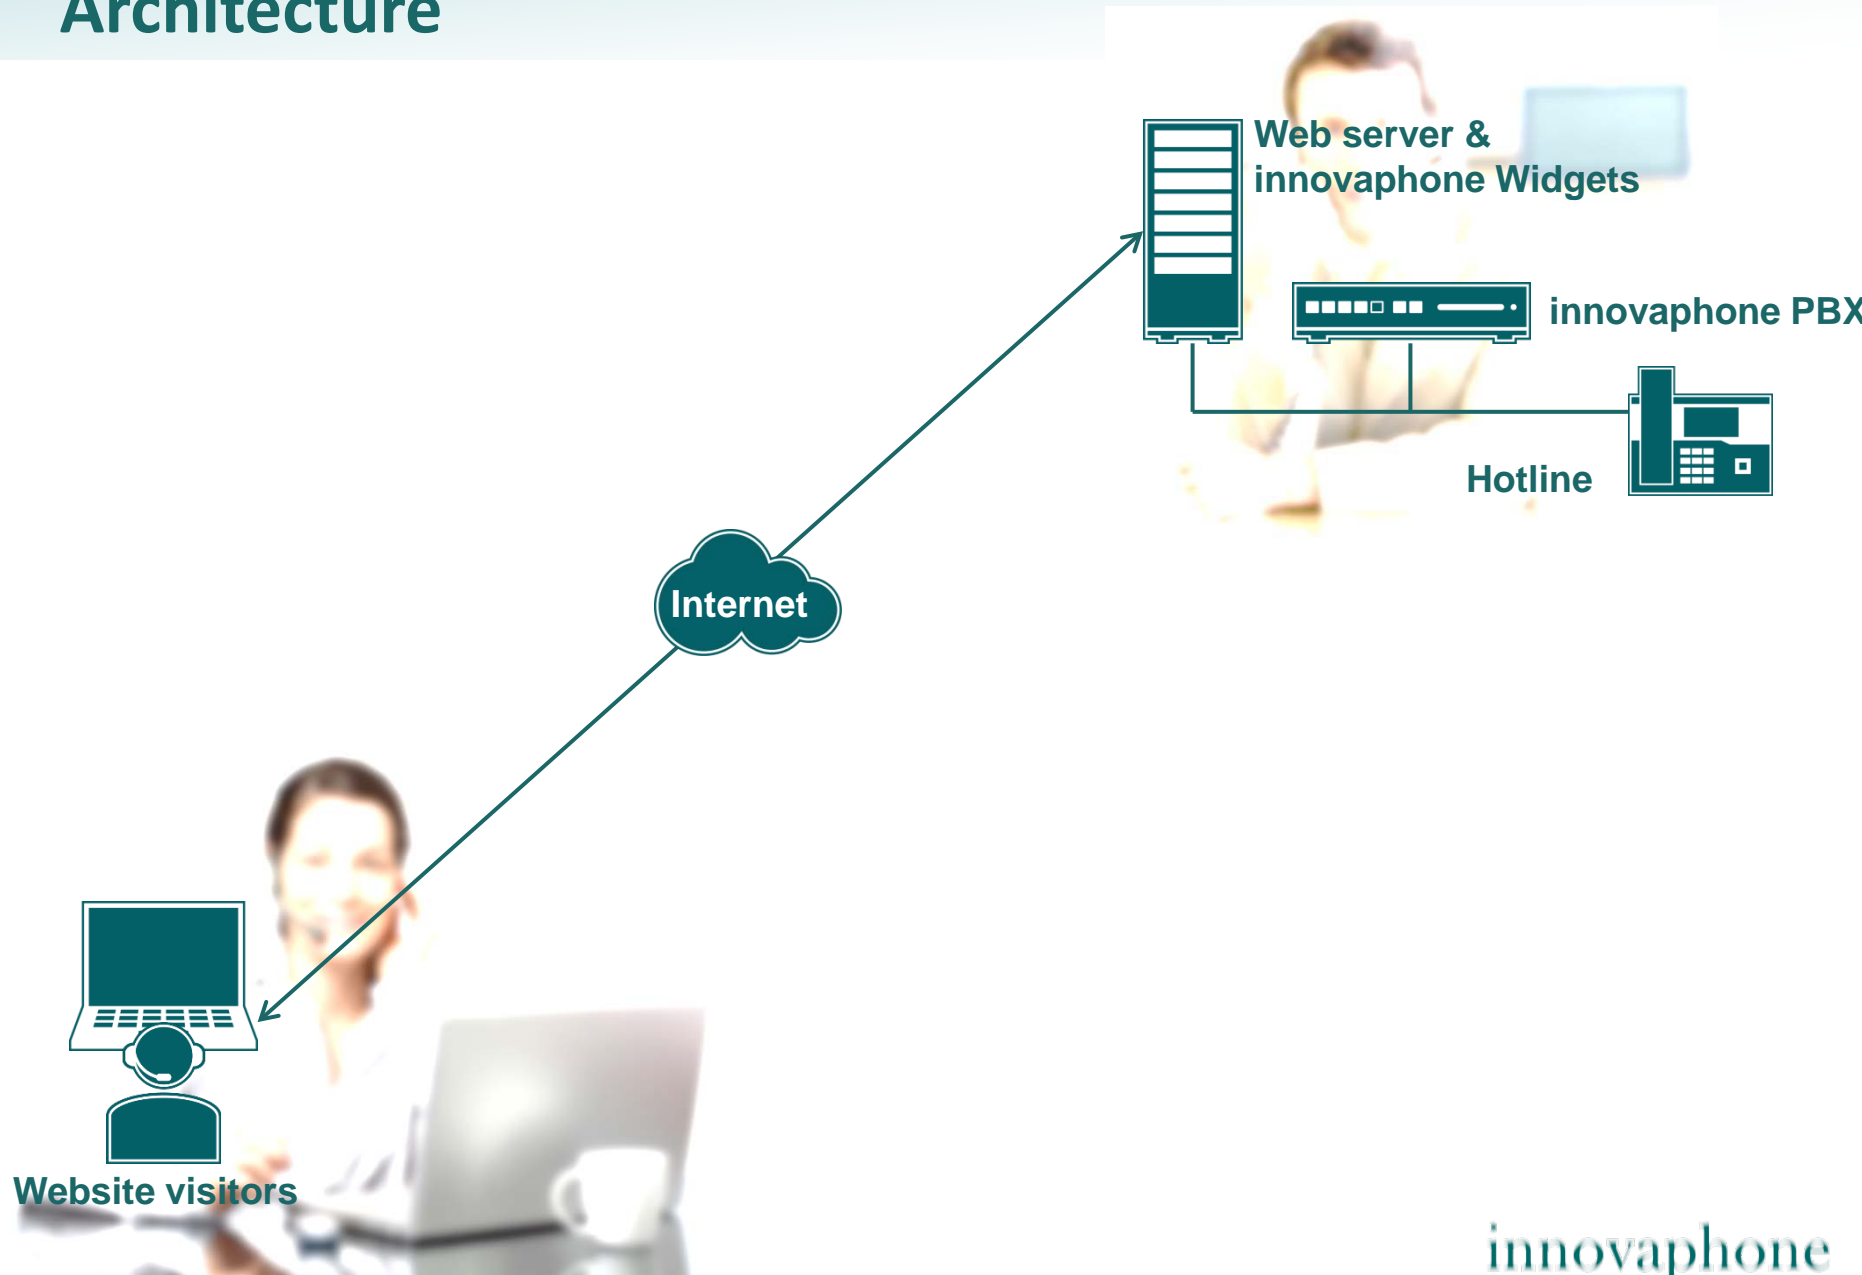 Architecture
Web server &
innovaphone Widgets
innovaphone PBX
Hotline
Internet
Website visitors
innovaphone